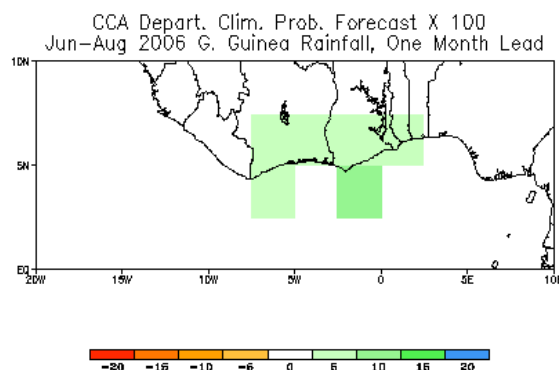 CCA Depart. Clim. Prob. Forecast X 100
Jun-Aug 2006 G. Guinea Rainfall, One Month Lead
10N
5N
EQ
20W 15W 10W 5W 0 5E 10E
-20 -15 -10 -6 0 5 10 15 20